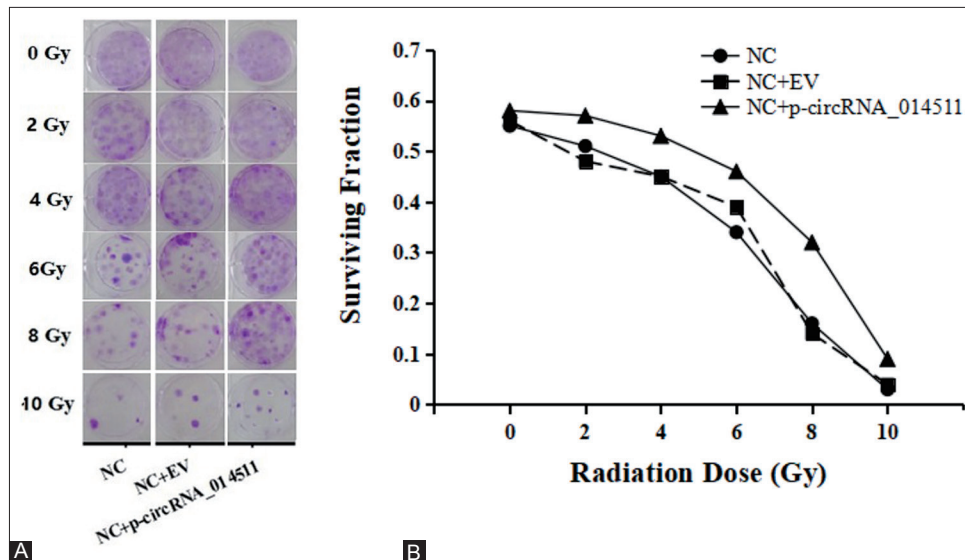 0 Gy
2 Gy
4 Gy
6Gy
8 Gy
10 Gy
NC
NC+EV
NC+p-circRNA_014511
A
0.7
0.6
0.5
0.4
0.3
0.2
0.1
0
Surviving Fraction
0 2 4 6 8 10
Radiation Dose (Gy)
NC
NC+EV
NC+p-circRNA_014511
B